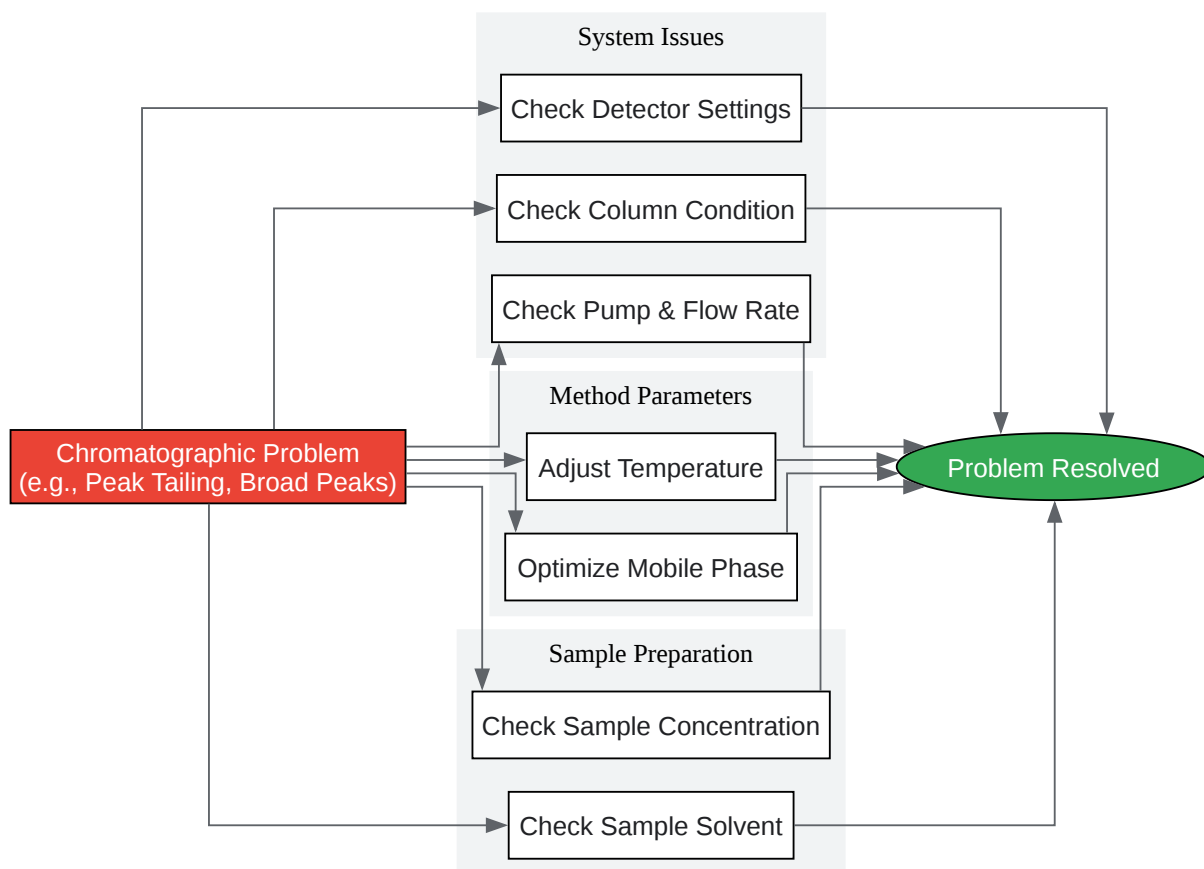 System Issues
Check Detector Settings
Check Column Condition
Check Pump & Flow Rate
Method Parameters
Chromatographic Problem
(e.g., Peak Tailing, Broad Peaks)
Adjust Temperature
Problem Resolved
Optimize Mobile Phase
Sample Preparation
Check Sample Concentration
Check Sample Solvent